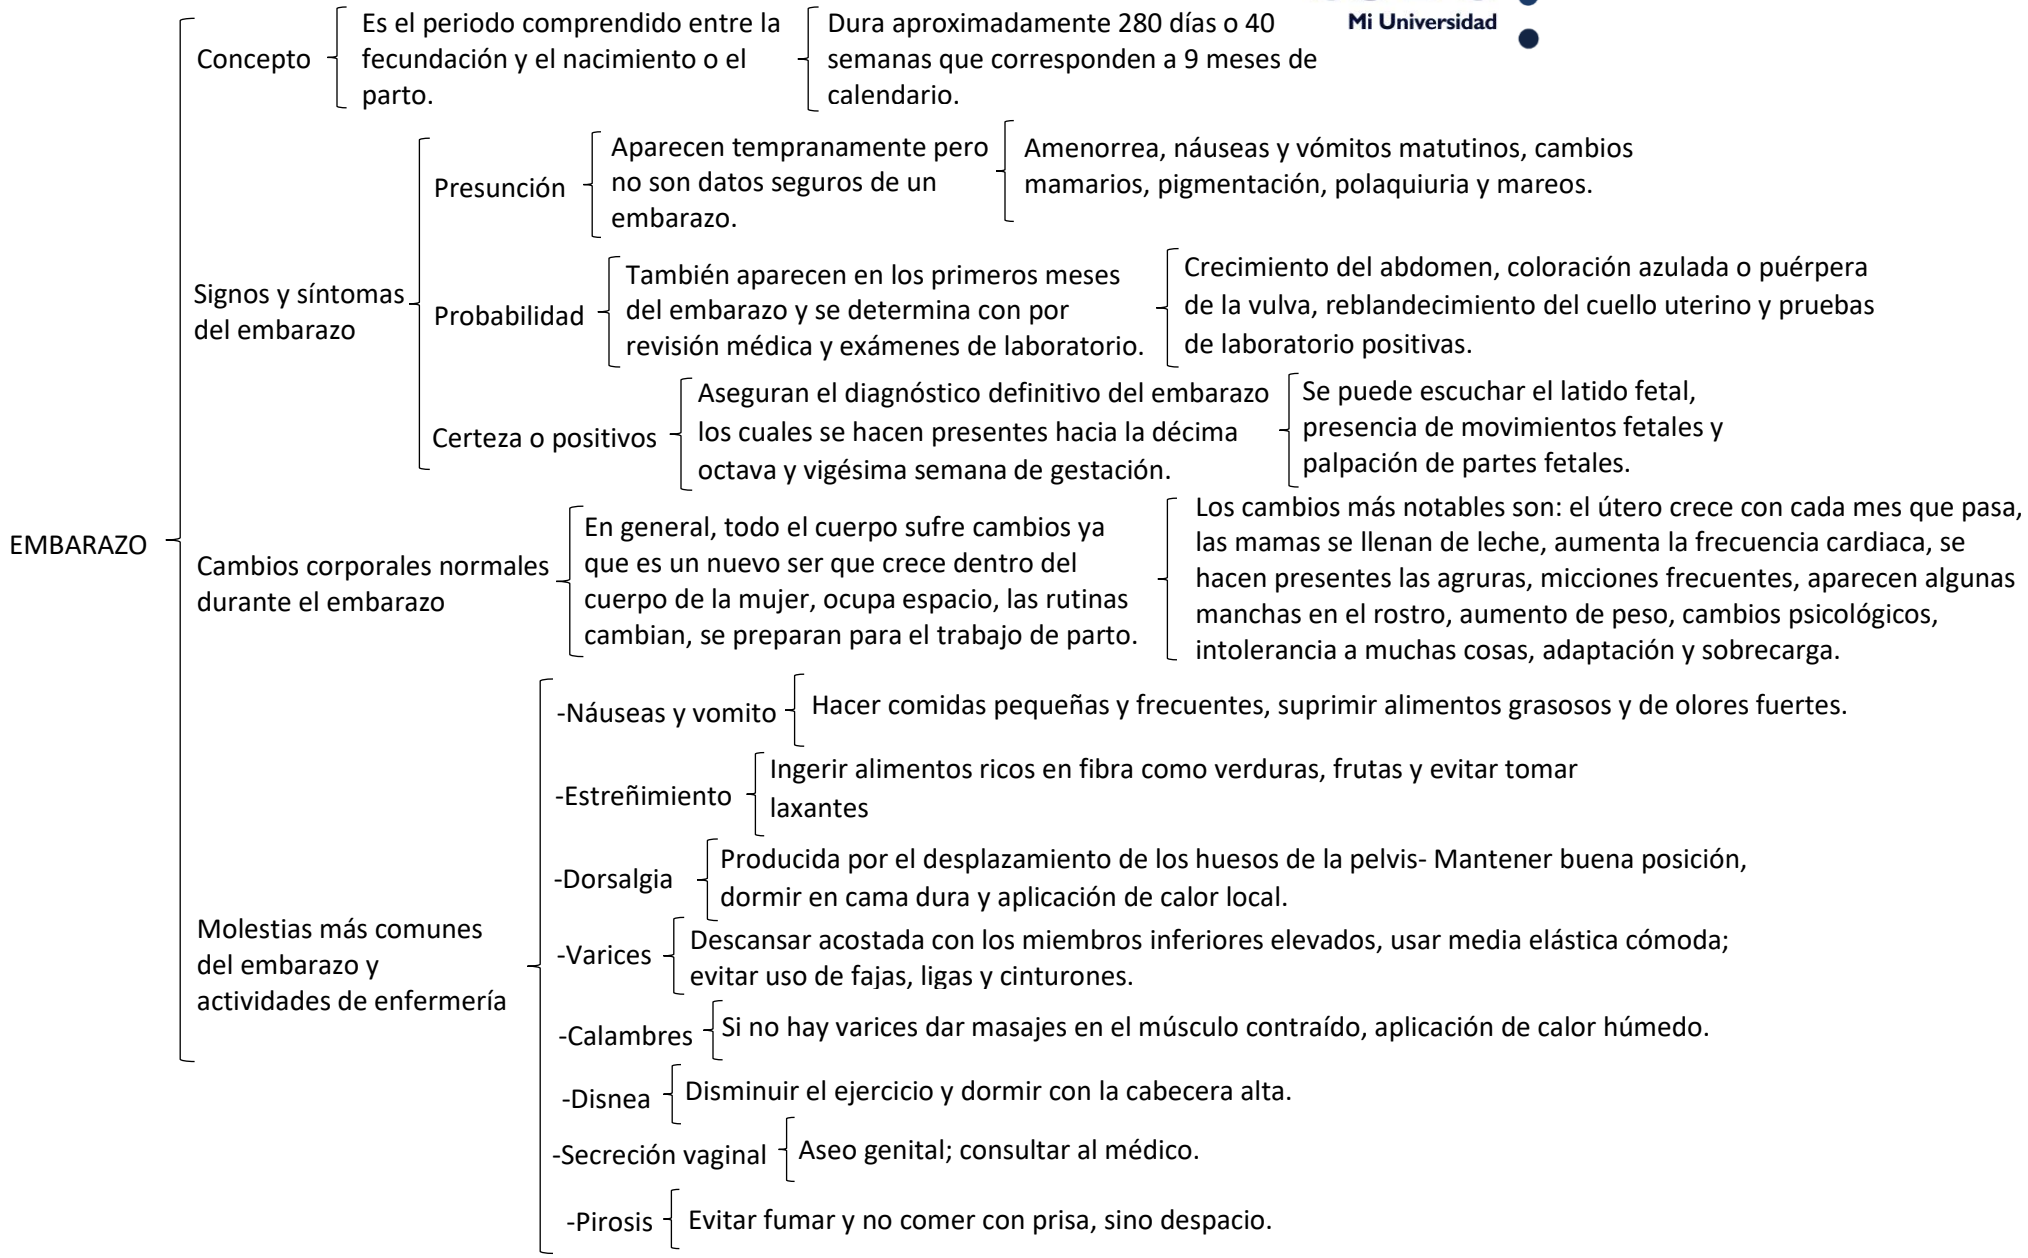 Mi Universidad
EMBARAZO
Concepto
Es el periodo comprendido entre la
fecundación y el nacimiento o el
parto.
Dura aproximadamente 280 días o 40
semanas que corresponden a 9 meses de
calendario.
Signos y síntomas
del embarazo
Presunción
Aparecen tempranamente pero
no son datos seguros de un
embarazo.
Amenorrea, náuseas y vómitos matutinos, cambios
mamarios, pigmentación, polaquiuria y mareos.
Probabilidad
También aparecen en los primeros meses
del embarazo y se determina con por
revisión médica y exámenes de laboratorio.
Crecimiento del abdomen, coloración azulada o puérpera
de la vulva, reblandecimiento del cuello uterino y pruebas
de laboratorio positivas.
Certeza o positivos
Aseguran el diagnóstico definitivo del embarazo
los cuales se hacen presentes hacia la décima
octava y vigésima semana de gestación.
Se puede escuchar el latido fetal,
presencia de movimientos fetales y
palpación de partes fetales.
Cambios corporales normales
durante el embarazo
En general, todo el cuerpo sufre cambios ya
que es un nuevo ser que crece dentro del
cuerpo de la mujer, ocupa espacio, las rutinas
cambian, se preparan para el trabajo de parto.
Los cambios más notables son: el útero crece con cada mes que pasa,
las mamas se llenan de leche, aumenta la frecuencia cardiaca, se
hacen presentes las agruras, micciones frecuentes, aparecen algunas
manchas en el rostro, aumento de peso, cambios psicológicos,
intolerancia a muchas cosas, adaptación y sobrecarga.
Molestias más comunes
del embarazo y
actividades de enfermería
-Náuseas y vomito
Hacer comidas pequeñas y frecuentes, suprimir alimentos grasosos y de olores fuertes.
-Estreñimiento
Ingerir alimentos ricos en fibra como verduras, frutas y evitar tomar
laxantes
-Dorsalgia
Producida por el desplazamiento de los huesos de la pelvis- Mantener buena posición,
dormir en cama dura y aplicación de calor local.
-Varices
Descansar acostada con los miembros inferiores elevados, usar media elástica cómoda;
evitar uso de fajas, ligas y cinturones.
-Calambres
Si no hay varices dar masajes en el músculo contraído, aplicación de calor húmedo.
-Disnea
Disminuir el ejercicio y dormir con la cabecera alta.
-Secreción vaginal
Aseo genital; consultar al médico.
-Pirosis
Evitar fumar y no comer con prisa, sino despacio.